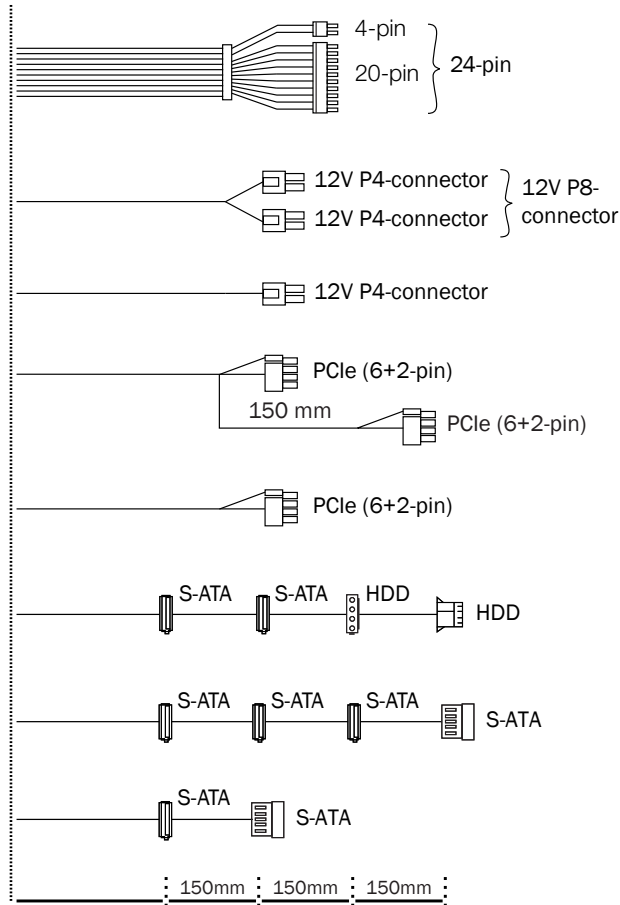 4-pin
20-pin
24-pin
12V P4-connector
12V P4-connector
12V P8-
connector
12V P4-connector
PCIe (6+2-pin)
150 mm
PCIe (6+2-pin)
PCIe (6+2-pin)
S-ATA S-ATA HDD
HDD
S-ATA S-ATA S-ATA
S-ATA
S-ATA
S-ATA
150mm 150mm 150mm